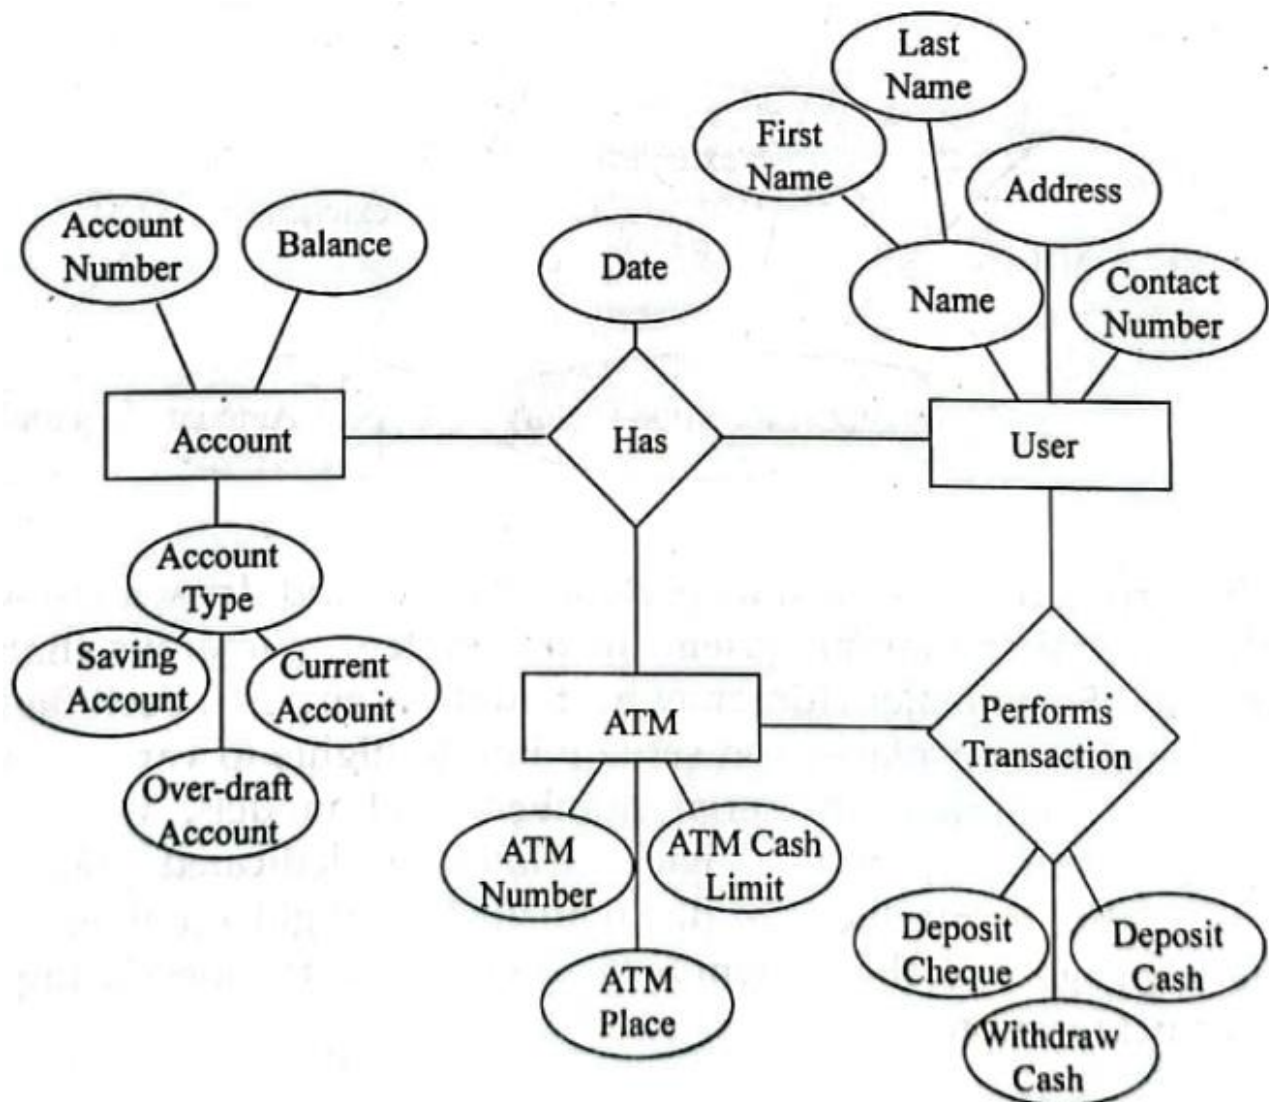 Last
Name
First
Name
Address
Account
Number
Balance
Date
Name
Contact
Number
Account
Has
User
Account
Type
Saving
Account
Current
Account
Over-draft
Account
ATM
Performs
Transaction
ATM
Number
ATM Cash
Limit
ATM
Place
Deposit
Cheque
Deposit
Cash
Withdraw
Cash